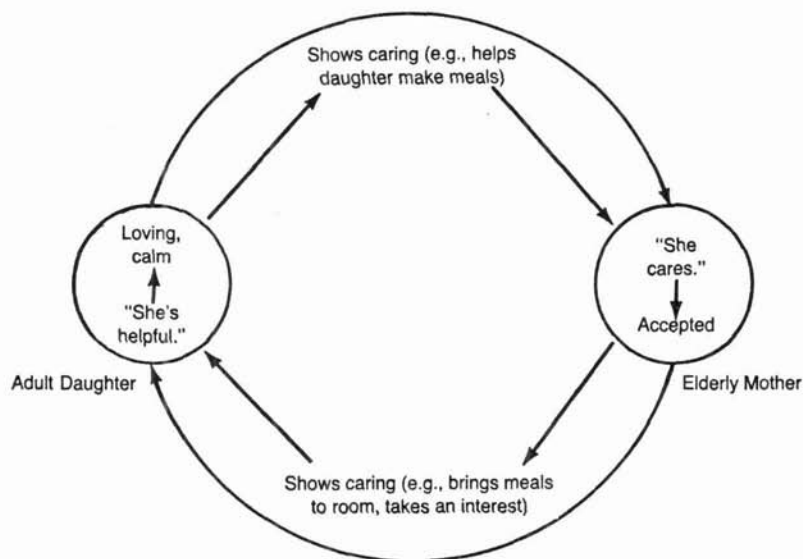 Shows caring (e.g., helps
daughter make meals)
Loving,
calm
"She's
helpful."
Adult Daughter
"She
cares."
Accepted
Elderly Mother
Shows caring (e.g., brings meals
to room, takes an interest)